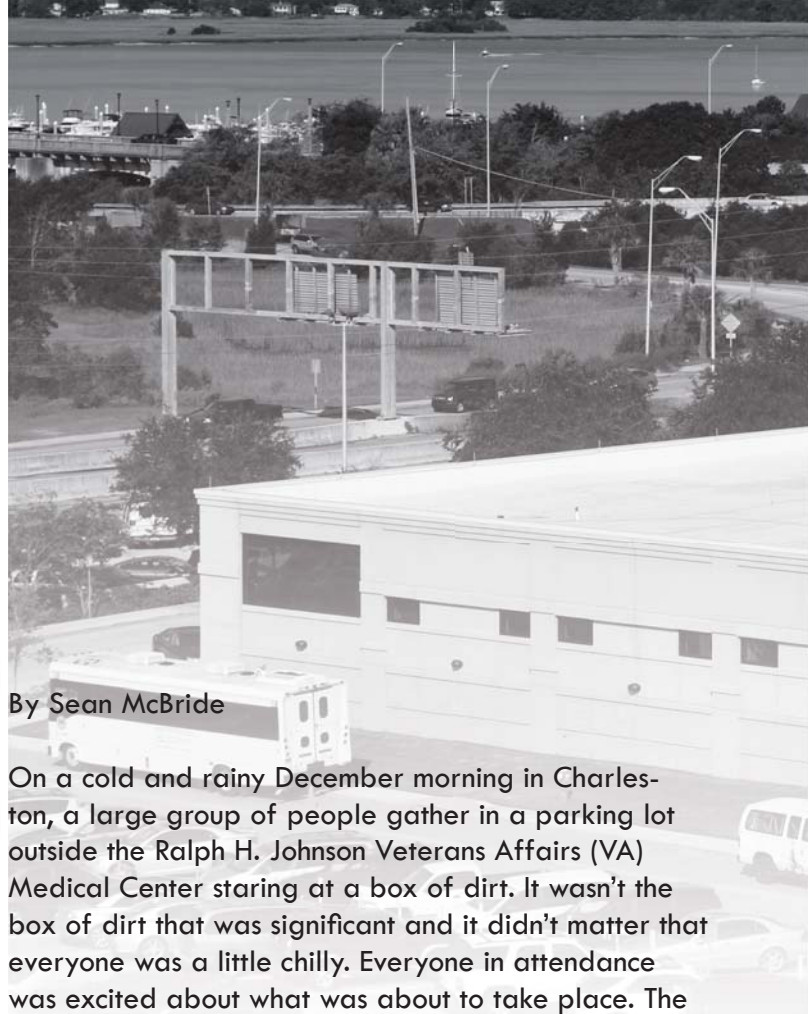 By Sean McBride
On a cold and rainy December morning in Charles-
ton, a large group of people gather in a parking lot
outside the Ralph H. Johnson Veterans Affairs (VA)
Medical Center staring at a box of dirt. It wasn’t the
box of dirt that was significant and it didn’t matter that
everyone was a little chilly. Everyone in attendance
was excited about what was about to take place. The